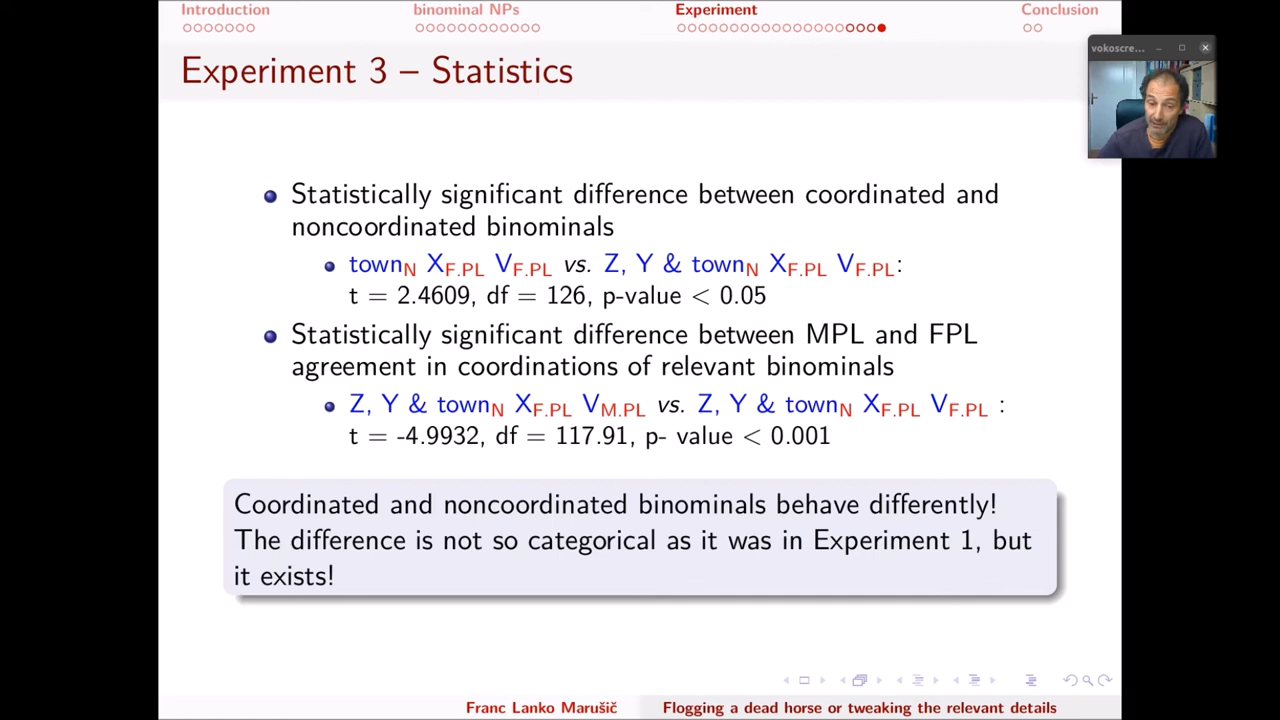 Introduction binominal NPs Experiment Conclusion
vokoscre...
Experiment 3 – Statistics
Statistically significant difference between coordinated and
noncoordinated binominals
town_N X_F.PL V_F.PL vs. Z, Y & town_N X_F.PL V_F.PL:
t = 2.4609, df = 126, p-value < 0.05
Statistically significant difference between MPL and FPL
agreement in coordinations of relevant binominals
Z, Y & town_N X_F.PL V_M.PL vs. Z, Y & town_N X_F.PL V_F.PL :
t = -4.9932, df = 117.91, p- value < 0.001
Coordinated and noncoordinated binominals behave differently!
The difference is not so categorical as it was in Experiment 1, but
it exists!
Franc Lanko Marušič Flogging a dead horse or tweaking the relevant details